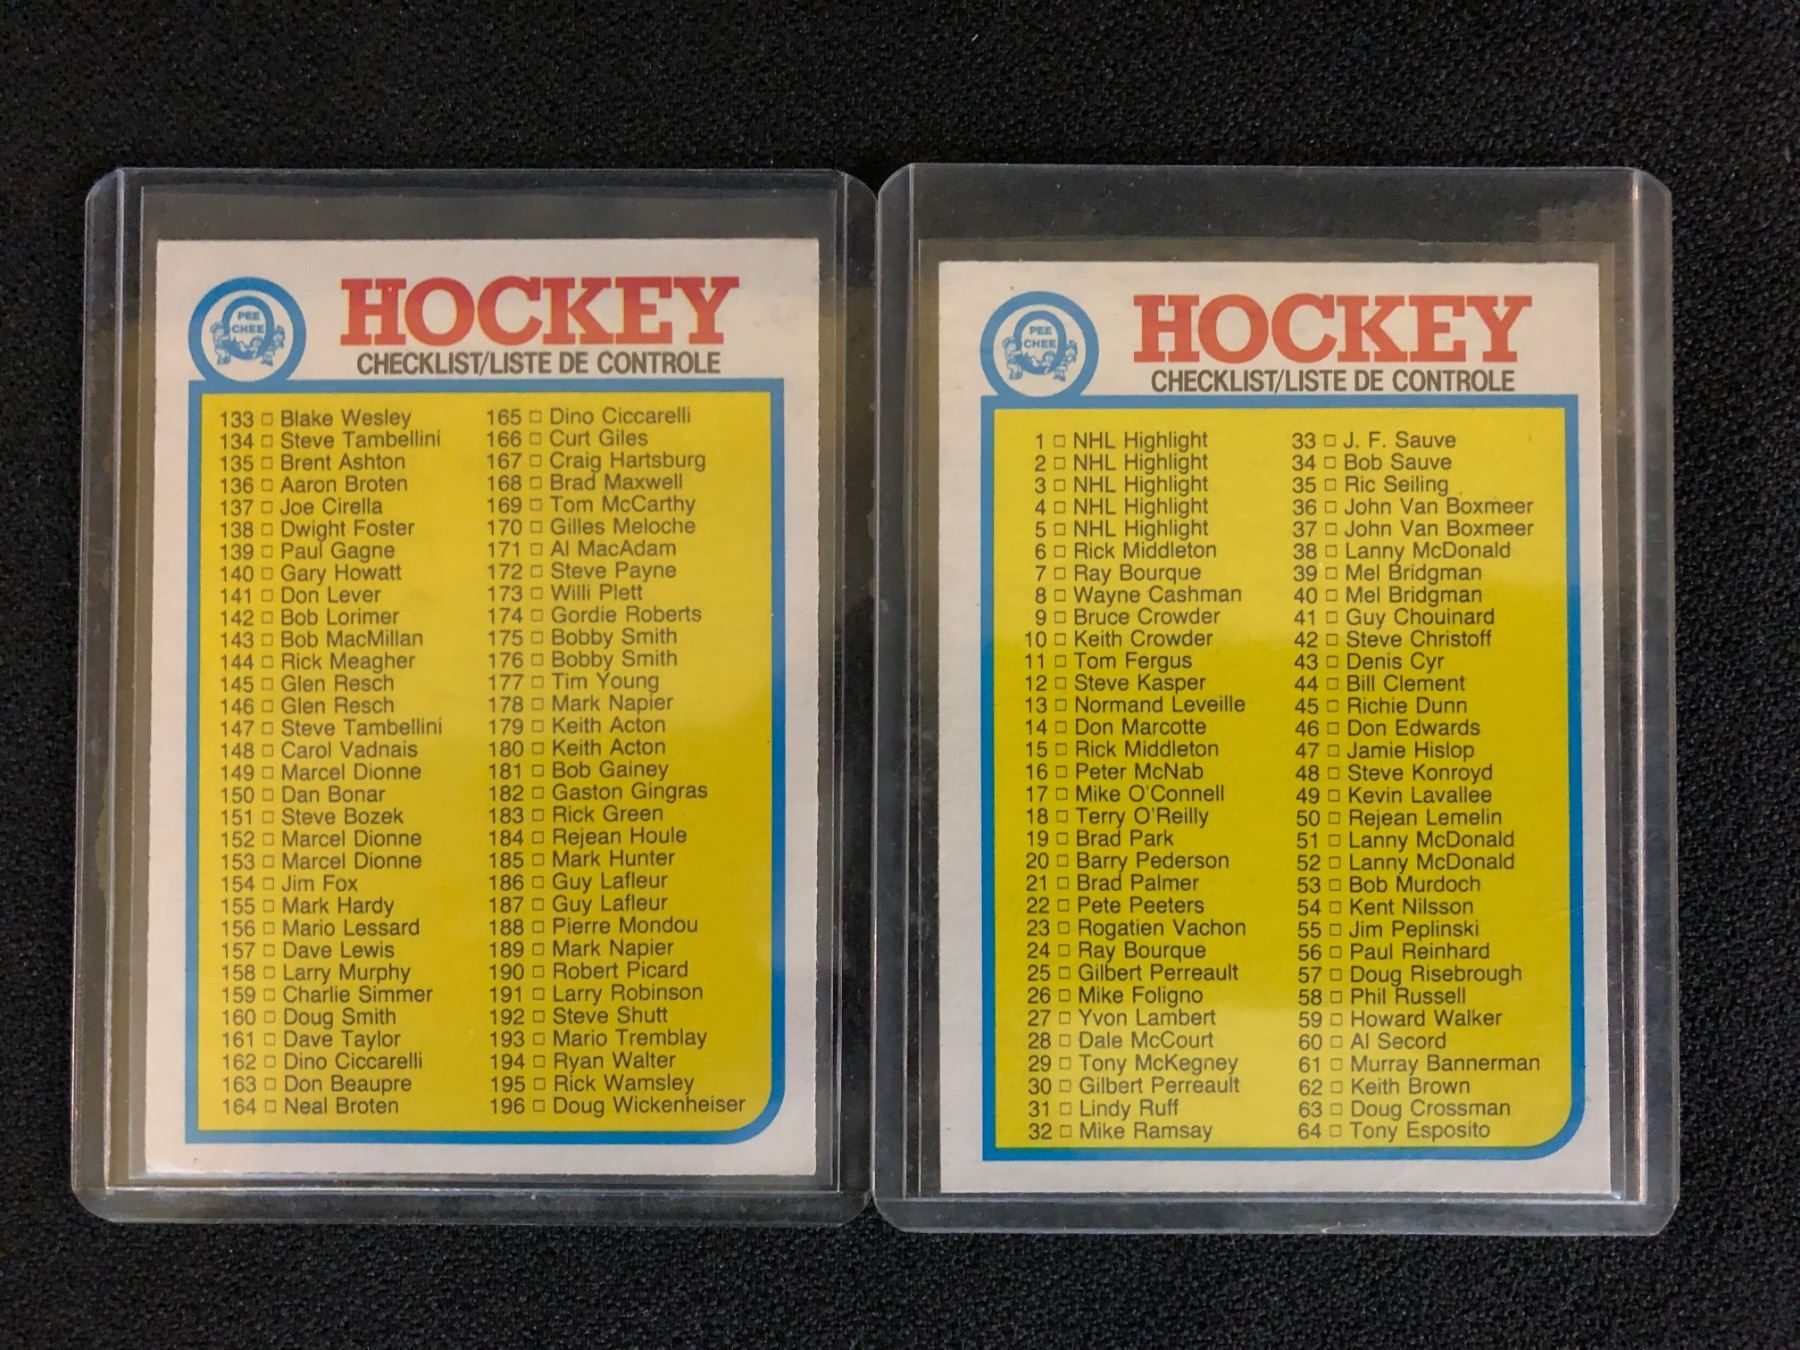 PEE
CHEE
HOCKEY
CHECKLIST/LISTE DE CONTROLE
133 □ Blake Wesley
134 □ Steve Tambellini
135 □ Brent Ashton
136 □ Aaron Broten
137 □ Joe Cirella
138 □ Dwight Foster
139 □ Paul Gagne
140 □ Gary Howatt
141 □ Don Lever
142 □ Bob Lorimer
143 □ Bob MacMillan
144 □ Rick Meagher
145 □ Glen Resch
146 □ Glen Resch
147 □ Steve Tambellini
148 □ Carol Vadnais
149 □ Marcel Dionne
150 □ Dan Bonar
151 □ Steve Bozek
152 □ Marcel Dionne
153 □ Marcel Dionne
154 □ Jim Fox
155 □ Mark Hardy
156 □ Mario Lessard
157 □ Dave Lewis
158 □ Larry Murphy
159 □ Charlie Simmer
160 □ Doug Smith
161 □ Dave Taylor
162 □ Dino Ciccarelli
163 □ Don Beaupre
164 □ Neal Broten
165 □ Dino Ciccarelli
166 □ Curt Giles
167 □ Craig Hartsburg
168 □ Brad Maxwell
169 □ Tom McCarthy
170 □ Gilles Meloche
171 □ Al MacAdam
172 □ Steve Payne
173 □ Willi Plett
174 □ Gordie Roberts
175 □ Bobby Smith
176 □ Bobby Smith
177 □ Tim Young
178 □ Mark Napier
179 □ Keith Acton
180 □ Keith Acton
181 □ Bob Gainey
182 □ Gaston Gingras
183 □ Rick Green
184 □ Rejean Houle
185 □ Mark Hunter
186 □ Guy Lafleur
187 □ Guy Lafleur
188 □ Pierre Mondou
189 □ Mark Napier
190 □ Robert Picard
191 □ Larry Robinson
192 □ Steve Shutt
193 □ Mario Tremblay
194 □ Ryan Walter
195 □ Rick Wamsley
196 □ Doug Wickenheiser
PEE
CHEE
HOCKEY
CHECKLIST/LISTE DE CONTROLE
1 □ NHL Highlight
2 □ NHL Highlight
3 □ NHL Highlight
4 □ NHL Highlight
5 □ NHL Highlight
6 □ Rick Middleton
7 □ Ray Bourque
8 □ Wayne Cashman
9 □ Bruce Crowder
10 □ Keith Crowder
11 □ Tom Fergus
12 □ Steve Kasper
13 □ Normand Leveille
14 □ Don Marcotte
15 □ Rick Middleton
16 □ Peter McNab
17 □ Mike O'Connell
18 □ Terry O'Reilly
19 □ Brad Park
20 □ Barry Pederson
21 □ Brad Palmer
22 □ Pete Peeters
23 □ Rogatien Vachon
24 □ Ray Bourque
25 □ Gilbert Perreault
26 □ Mike Foligno
27 □ Yvon Lambert
28 □ Dale McCourt
29 □ Tony McKegney
30 □ Gilbert Perreault
31 □ Lindy Ruff
32 □ Mike Ramsay
33 □ J. F. Sauve
34 □ Bob Sauve
35 □ Ric Seiling
36 □ John Van Boxmeer
37 □ John Van Boxmeer
38 □ Lanny McDonald
39 □ Mel Bridgman
40 □ Mel Bridgman
41 □ Guy Chouinard
42 □ Steve Christoff
43 □ Denis Cyr
44 □ Bill Clement
45 □ Richie Dunn
46 □ Don Edwards
47 □ Jamie Hislop
48 □ Steve Konroyd
49 □ Kevin Lavallee
50 □ Rejean Lemelin
51 □ Lanny McDonald
52 □ Lanny McDonald
53 □ Bob Murdoch
54 □ Kent Nilsson
55 □ Jim Peplinski
56 □ Paul Reinhard
57 □ Doug Risebrough
58 □ Phil Russell
59 □ Howard Walker
60 □ Al Secord
61 □ Murray Bannerman
62 □ Keith Brown
63 □ Doug Crossman
64 □ Tony Esposito